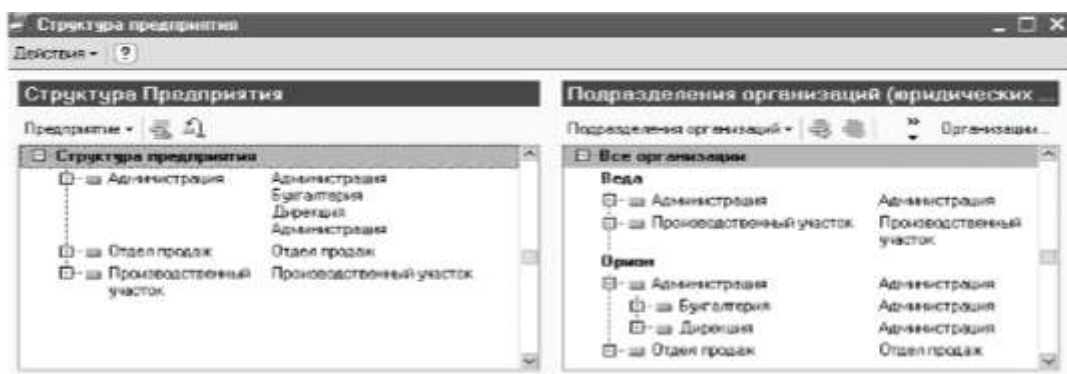 Структура предприятия
Действия ?
Структура Предприятия
Предприятие
Структура предприятия
Администрация Администрация
Бухгалтерия
Дирекция
Администрация
Отдел продаж Отдел продаж
Производственный Производственный участок
участок
Подразделения организаций (юридических ...
Подразделения организаций » Организации...
Все организации
Веда
Администрация Администрация
Производственный участок Производственный
участок
Орион
Администрация Администрация
Бухгалтерия Администрация
Дирекция Администрация
Отдел продаж Отдел продаж